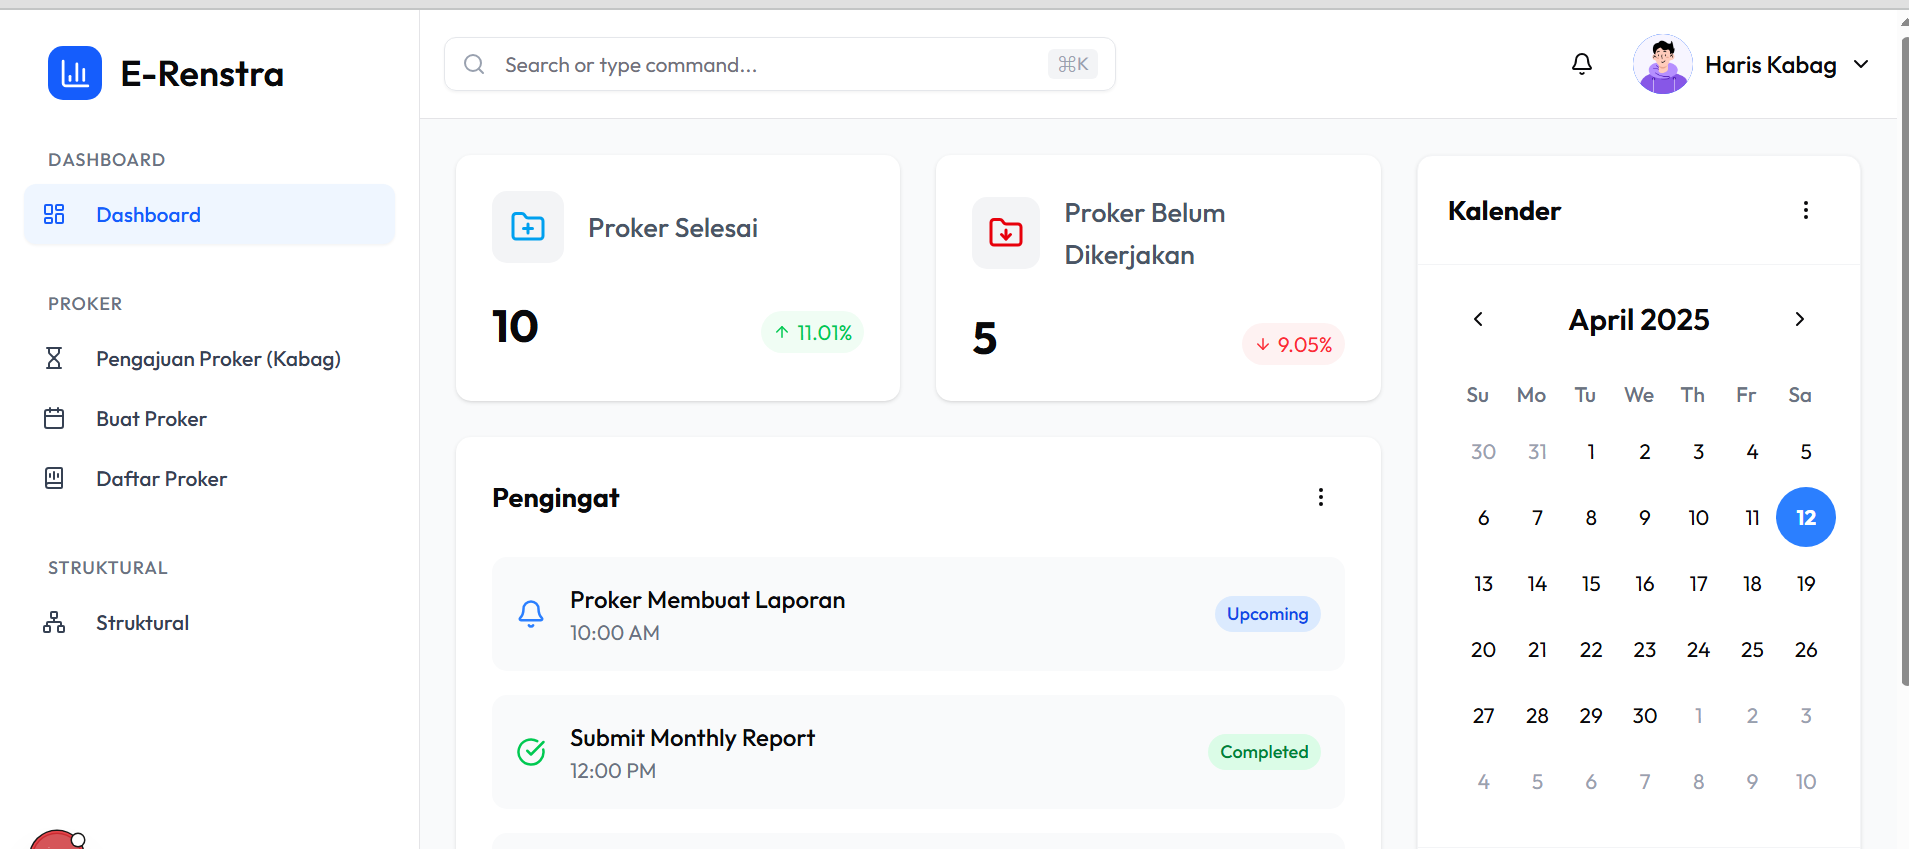 E-Renstra
Search or type command...
⌘K
Haris Kabag
DASHBOARD
Dashboard
PROKER
Pengajuan Proker (Kabag)
Buat Proker
Daftar Proker
STRUKTURAL
Struktural
Proker Selesai
10
↑ 11.01%
Proker Belum
Dikerjakan
5
↓ 9.05%
Pengingat
Proker Membuat Laporan
10:00 AM
Upcoming
Submit Monthly Report
12:00 PM
Completed
Kalender
April 2025
Su Mo Tu We Th Fr Sa
30 31 1 2 3 4 5
6 7 8 9 10 11 12
13 14 15 16 17 18 19
20 21 22 23 24 25 26
27 28 29 30 1 2 3
4 5 6 7 8 9 10